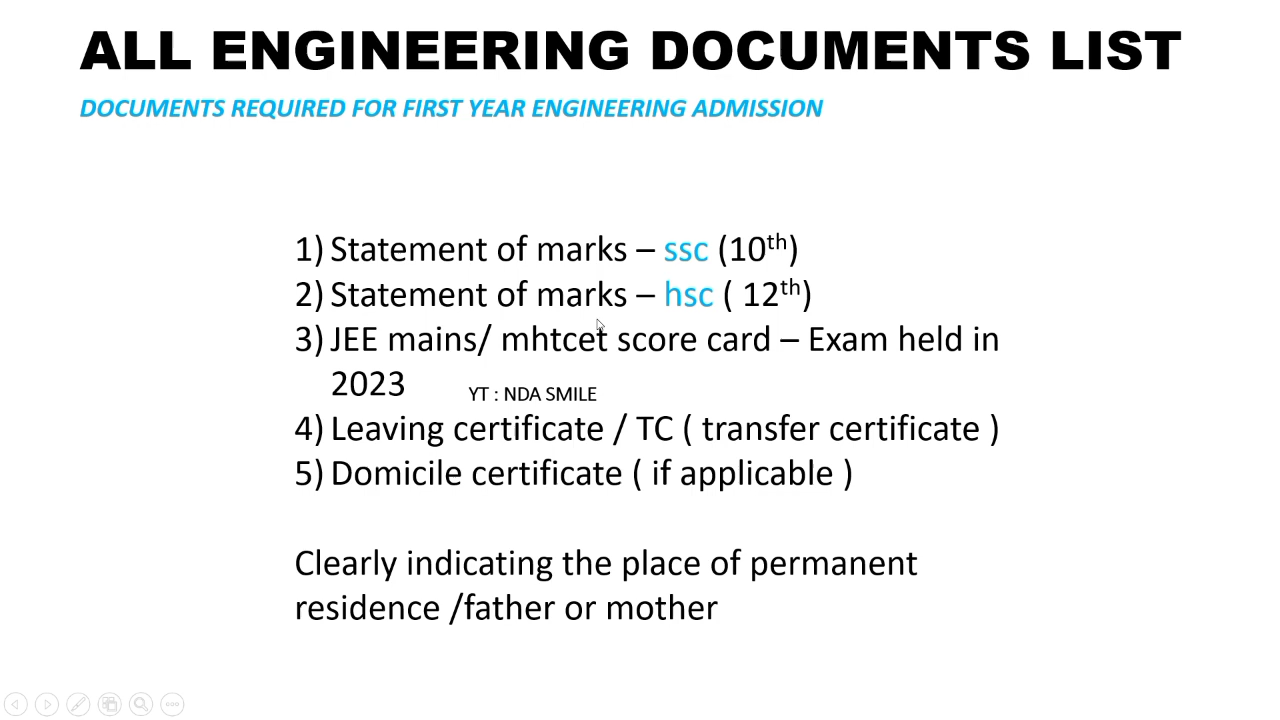 ALL ENGINEERING DOCUMENTS LIST
DOCUMENTS REQUIRED FOR FIRST YEAR ENGINEERING ADMISSION
1) Statement of marks – ssc (10th)
2) Statement of marks – hsc ( 12th)
3) JEE mains/ mhtcet score card – Exam held in
2023
YT : NDA SMILE
4) Leaving certificate / TC ( transfer certificate )
5) Domicile certificate ( if applicable )
Clearly indicating the place of permanent
residence /father or mother